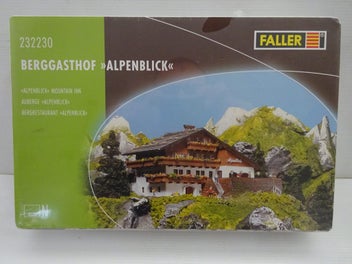 232230
FALLER
BERGGASTHOF »ALPENBLICK«
»ALPENBLICK« MOUNTAIN INN
AUBERGE »ALPENBLICK«
BERGRESTAURANT »ALPENBLICK«
N